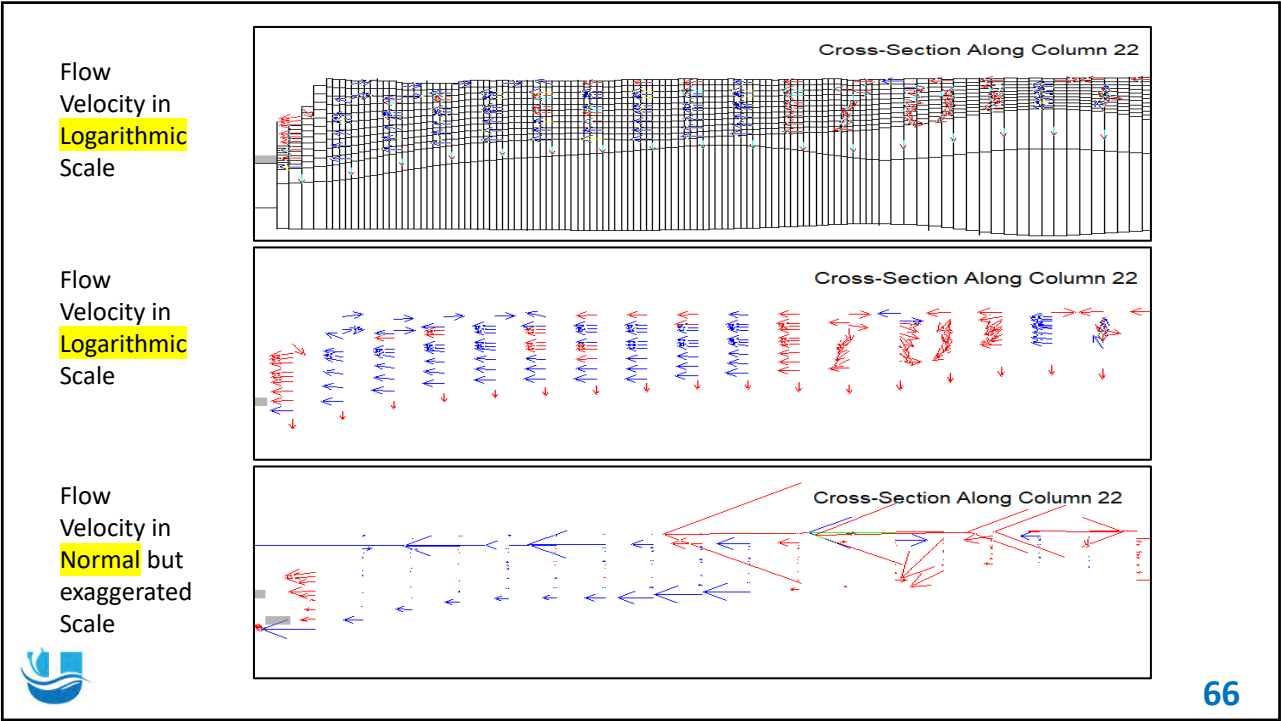 Flow
Velocity in
Logarithmic
Scale
Cross-Section Along Column 22
Flow
Velocity in
Logarithmic
Scale
Cross-Section Along Column 22
Flow
Velocity in
Normal but
exaggerated
Scale
Cross-Section Along Column 22
66